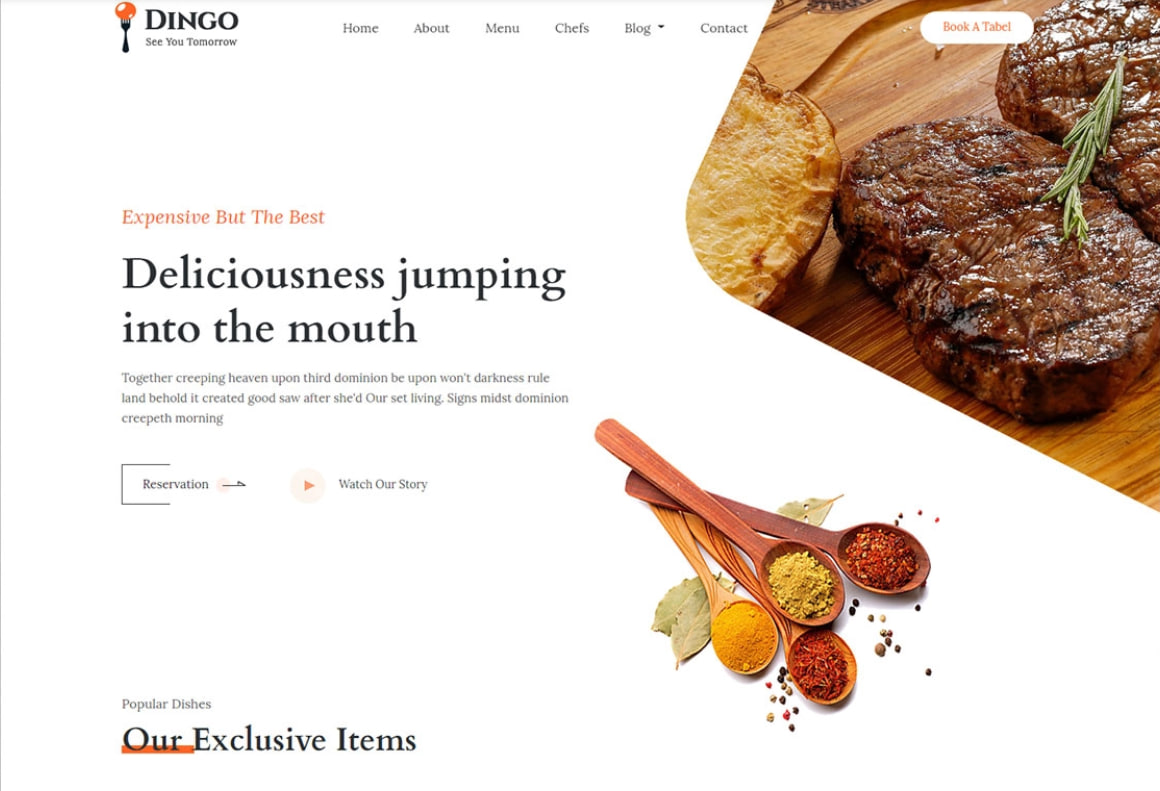 DINGO
See You Tomorrow
Home About Menu Chefs Blog Contact
Book A Tabel
Expensive But The Best
Deliciousness jumping
into the mouth
Together creeping heaven upon third dominion be upon won't darkness rule
land behold it created good saw after she'd Our set living. Signs midst dominion
creepeth morning
Reservation
Watch Our Story
Popular Dishes
Our Exclusive Items